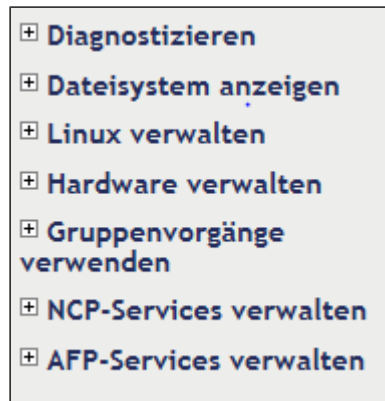 Diagnostizieren
Dateisystem anzeigen
Linux verwalten
Hardware verwalten
Gruppenvorgänge
verwenden
NCP-Services verwalten
AFP-Services verwalten